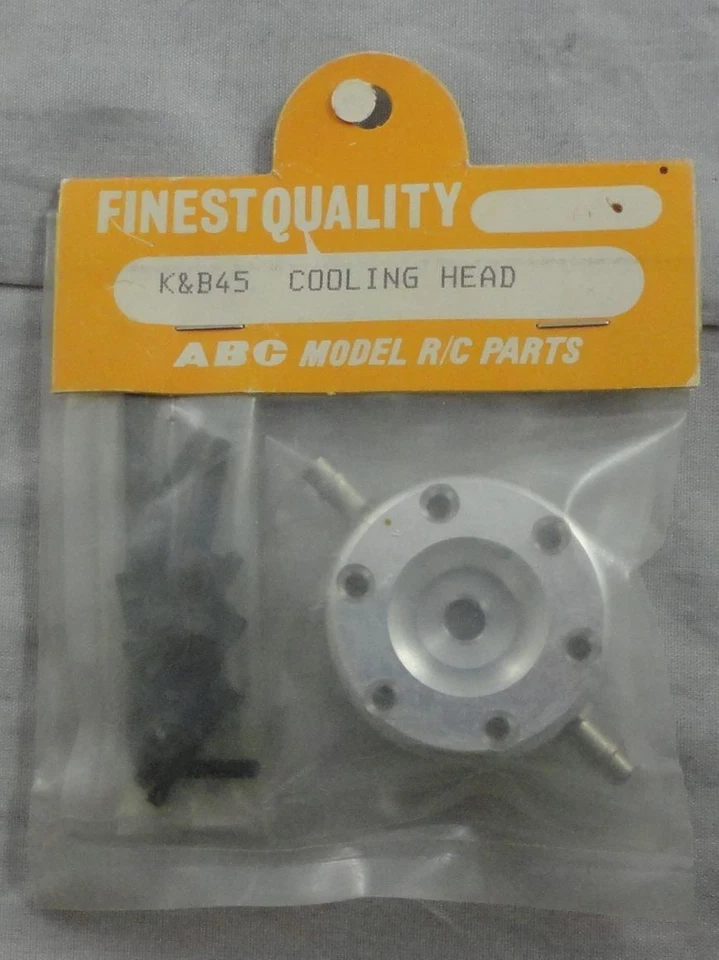 FINEST QUALITY
K&B45 COOLING HEAD
ABC MODEL R/C PARTS